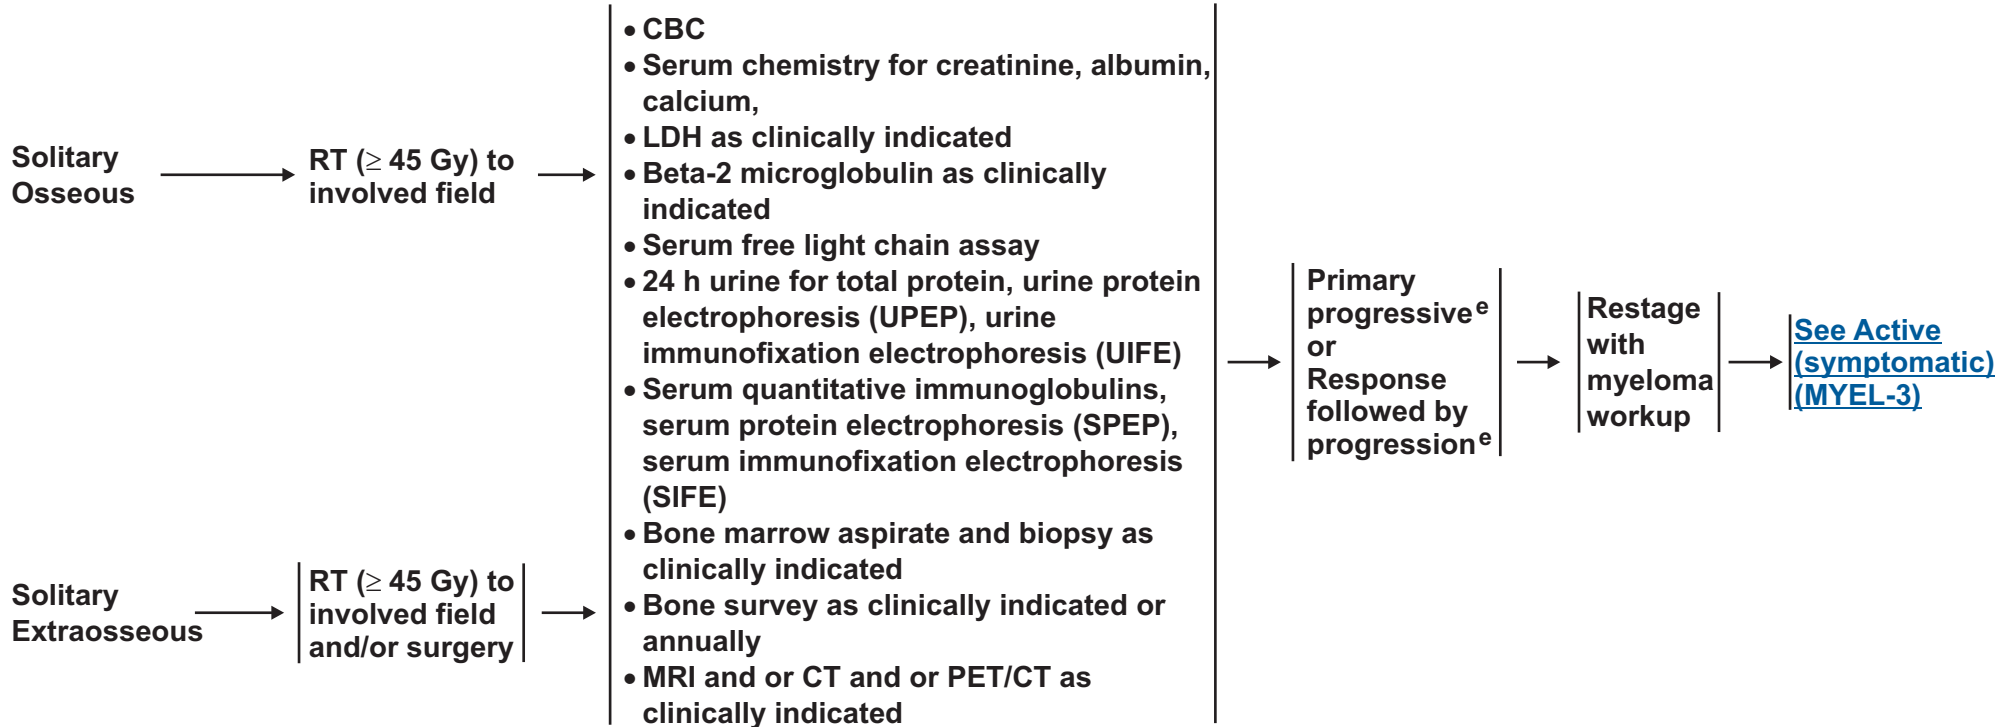 Solitary
Osseous
RT (≥ 45 Gy) to
involved field
Solitary
Extraosseous
RT (≥ 45 Gy) to
involved field
and/or surgery
• CBC
• Serum chemistry for creatinine, albumin,
calcium,
• LDH as clinically indicated
• Beta-2 microglobulin as clinically
indicated
• Serum free light chain assay
• 24 h urine for total protein, urine protein
electrophoresis (UPEP), urine
immunofixation electrophoresis (UIFE)
• Serum quantitative immunoglobulins,
serum protein electrophoresis (SPEP),
serum immunofixation electrophoresis
(SIFE)
• Bone marrow aspirate and biopsy as
clinically indicated
• Bone survey as clinically indicated or
annually
• MRI and or CT and or PET/CT as
clinically indicated
Primary
progressive e
or
Response
followed by
progression e
Restage
with
myeloma
workup
See Active
(symptomatic)
(MYEL-3)